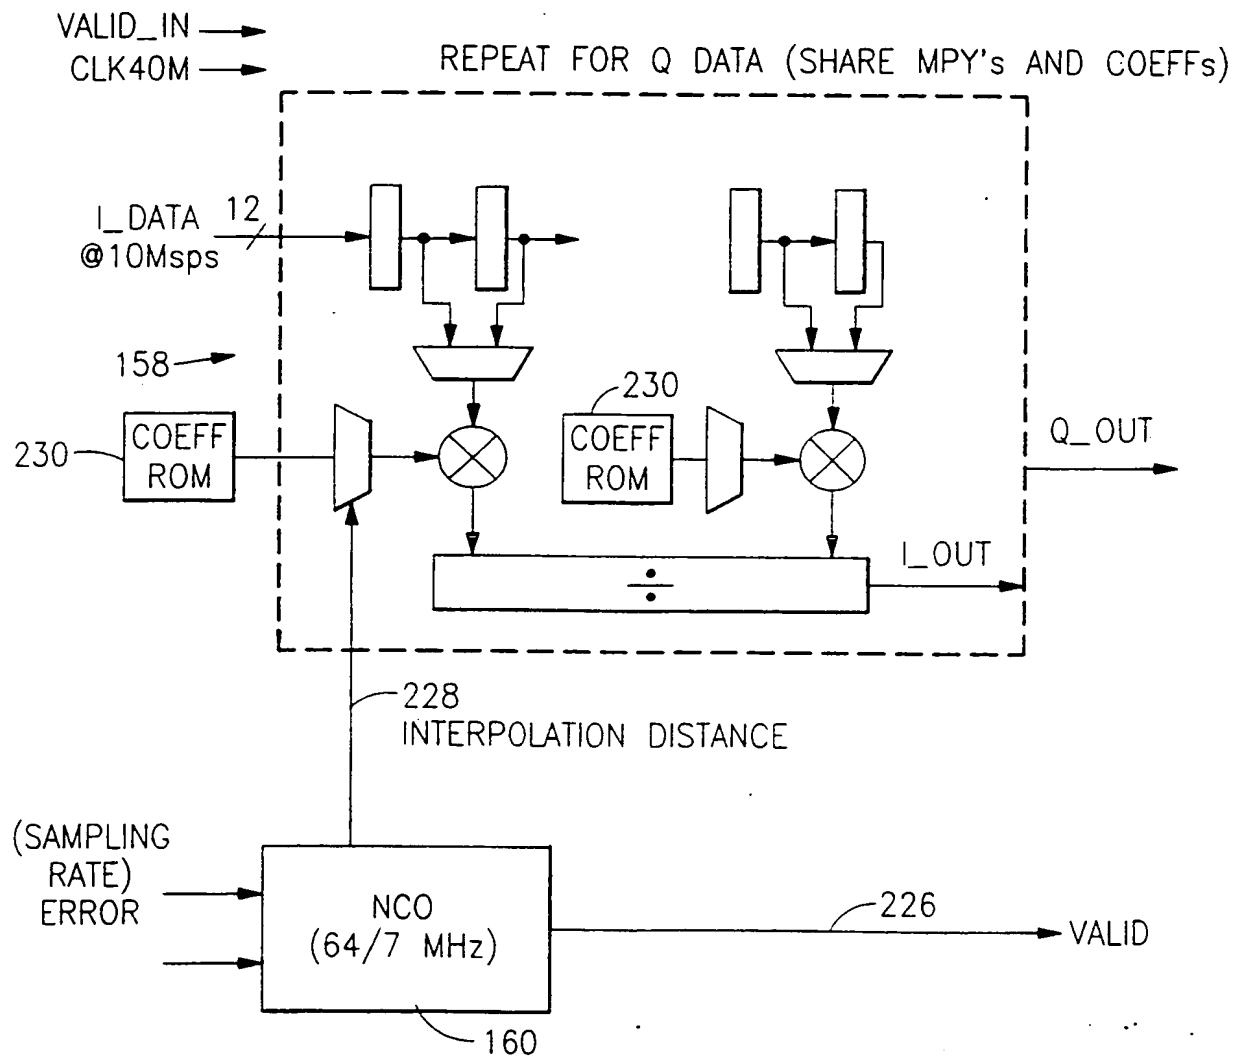 VALID_IN
CLK40M
REPEAT FOR Q DATA (SHARE MPY's AND COEFFs)
I_DATA
@10Msps
12
158
230
COEFF
ROM
230
COEFF
ROM
Q_OUT
I_OUT
÷
228
INTERPOLATION DISTANCE
(SAMPLING
RATE)
ERROR
NCO
(64/7 MHz)
226
VALID
160